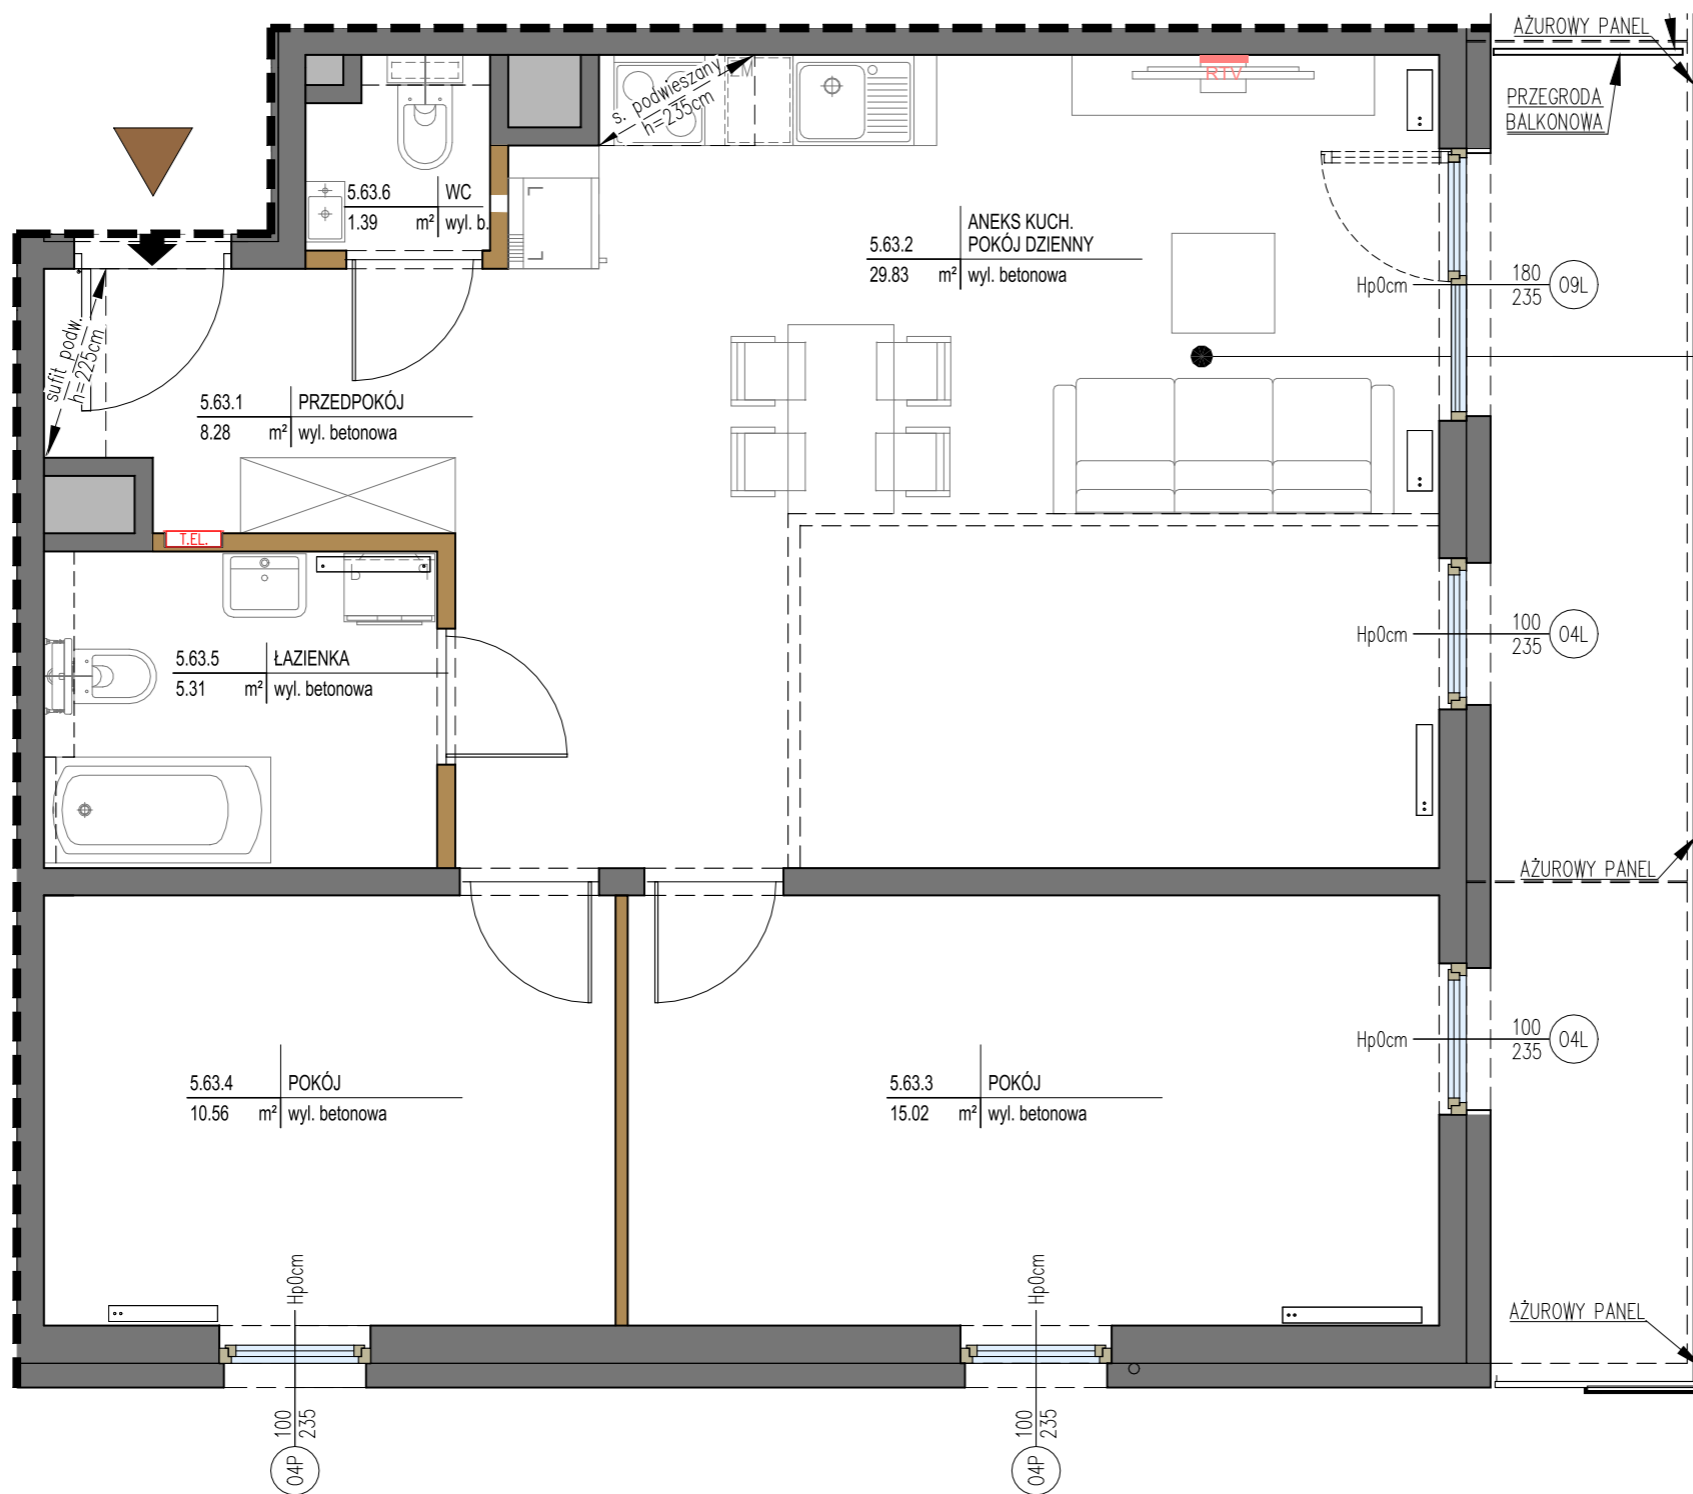 AŻUROWY PANEL
PRZEGRODA
BALKONOWA
s. podwieszany
h=235cm
ZM
RTV
5.63.6 WC
1.39 m² wyl. b.
ANEKS KUCH.
5.63.2 POKÓJ DZIENNY
29.83 m² wyl. betonowa
Hp0cm 180
235 09L
sufit podw.
h=225cm
5.63.1 PRZEDPOKÓJ
8.28 m² wyl. betonowa
T.EL.
Hp0cm 100
235 04L
5.63.5 ŁAZIENKA
5.31 m² wyl. betonowa
AŻUROWY PANEL
Hp0cm 100
235 04L
5.63.4 POKÓJ
10.56 m² wyl. betonowa
5.63.3 POKÓJ
15.02 m² wyl. betonowa
Hp0cm
Hp0cm
AŻUROWY PANEL
100
235
04P
100
235
04P